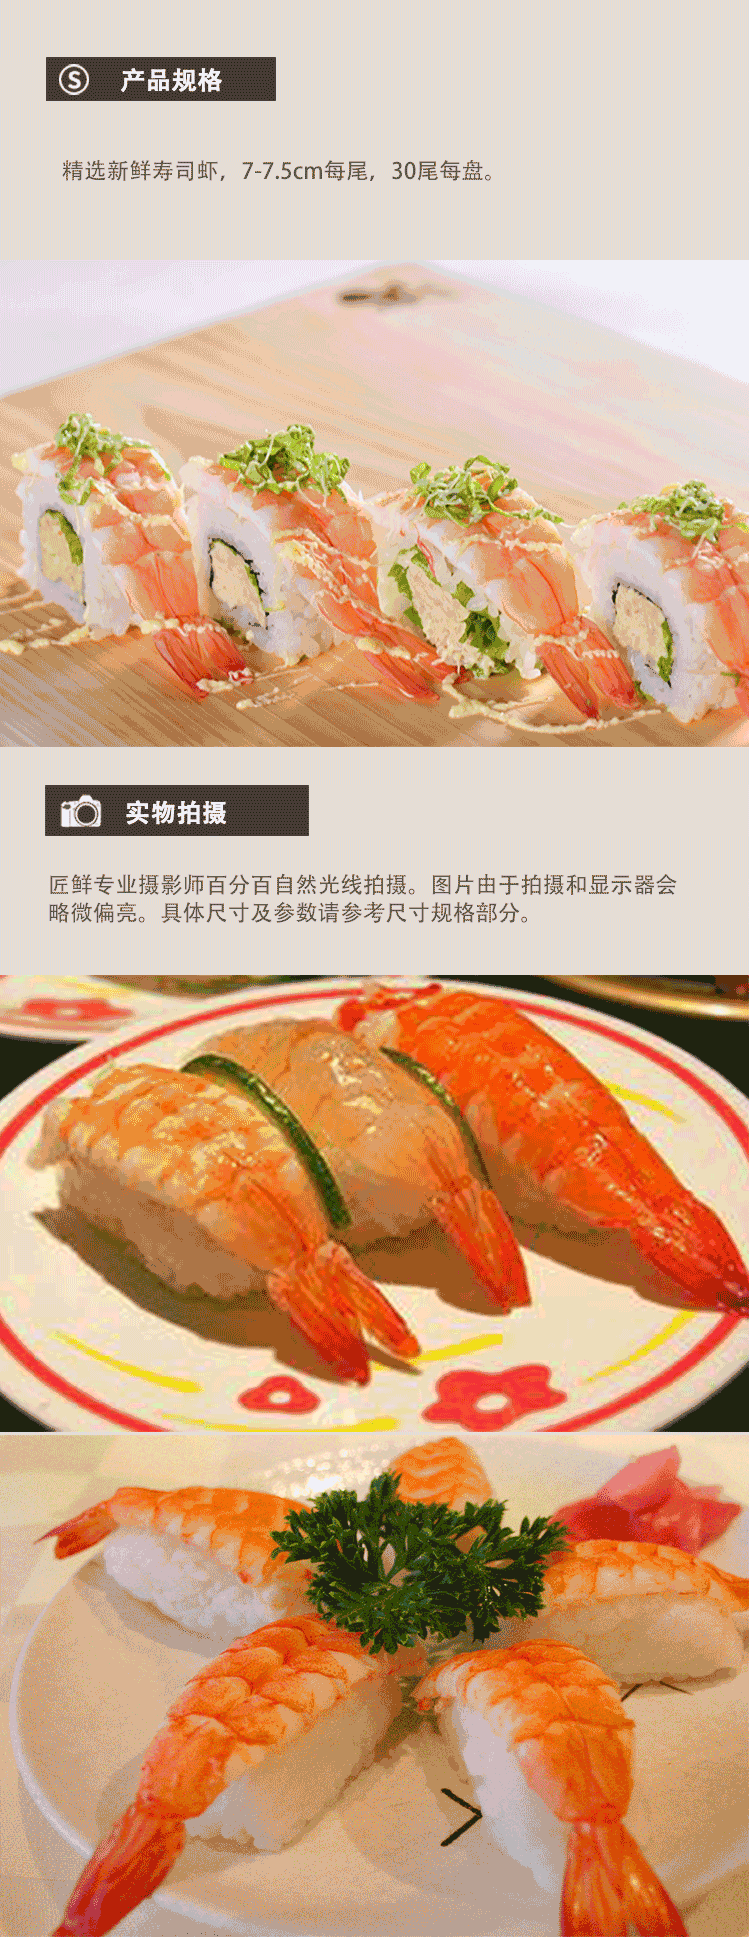 S 产品规格
精选新鲜寿司虾，7-7.5cm每尾，30尾每盘。
实物拍摄
匠鲜专业摄影师百分百自然光线拍摄。图片由于拍摄和显示器会
略微偏亮。具体尺寸及参数请参考尺寸规格部分。